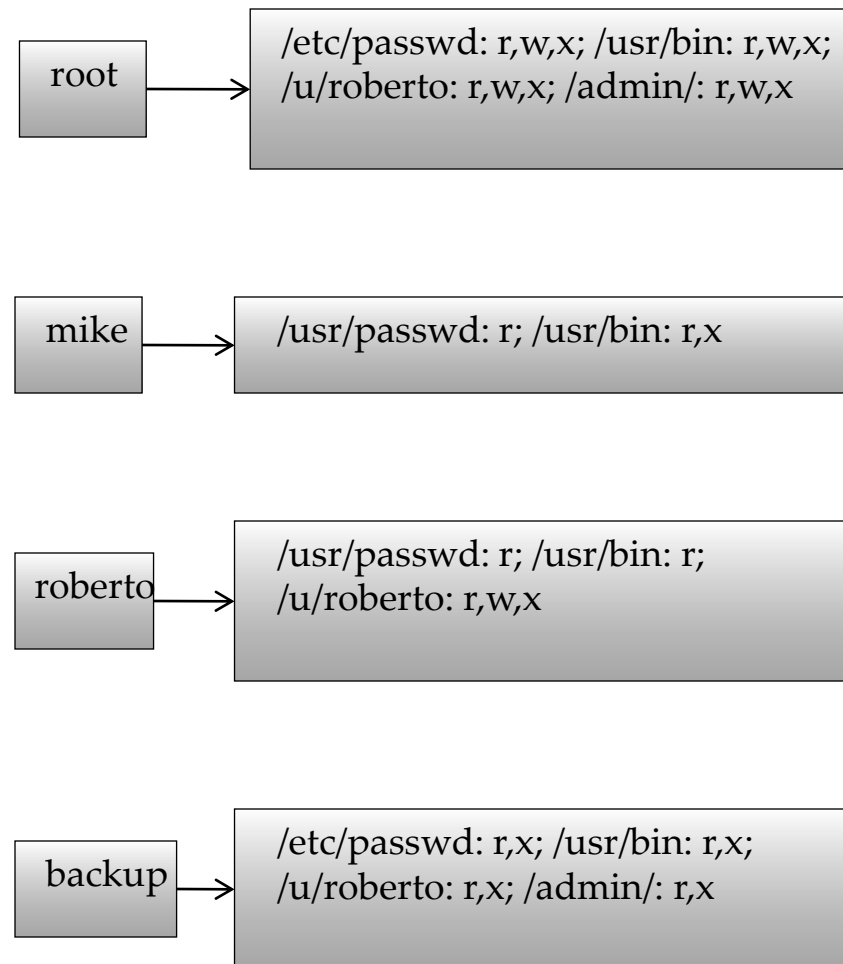 root
/etc/passwd: r,w,x; /usr/bin: r,w,x;
/u/roberto: r,w,x; /admin/: r,w,x
mike
/usr/passwd: r; /usr/bin: r,x
roberto
/usr/passwd: r; /usr/bin: r;
/u/roberto: r,w,x
backup
/etc/passwd: r,x; /usr/bin: r,x;
/u/roberto: r,x; /admin/: r,x